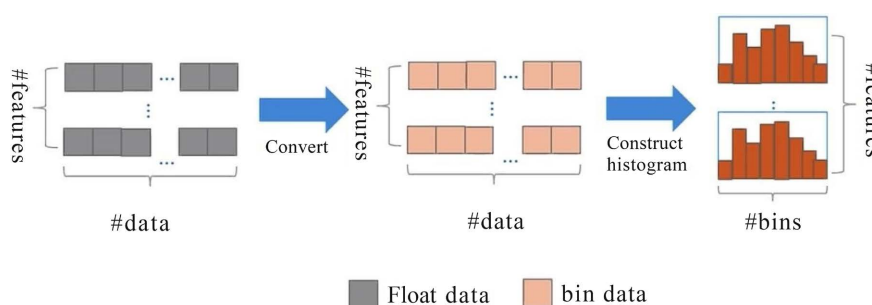 #features
#data
Convert
#features
#data
Construct
histogram
#features
#bins
Float data
bin data